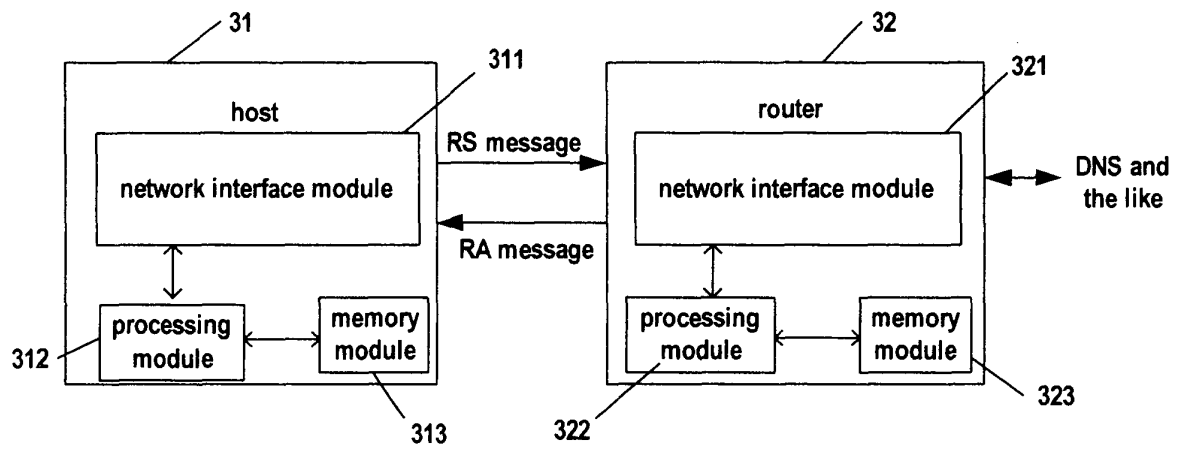 31
32
311
321
host
router
RS message
network interface module
network interface module
DNS and
the like
RA message
processing
module
memory
module
processing
module
memory
module
312
313
322
323